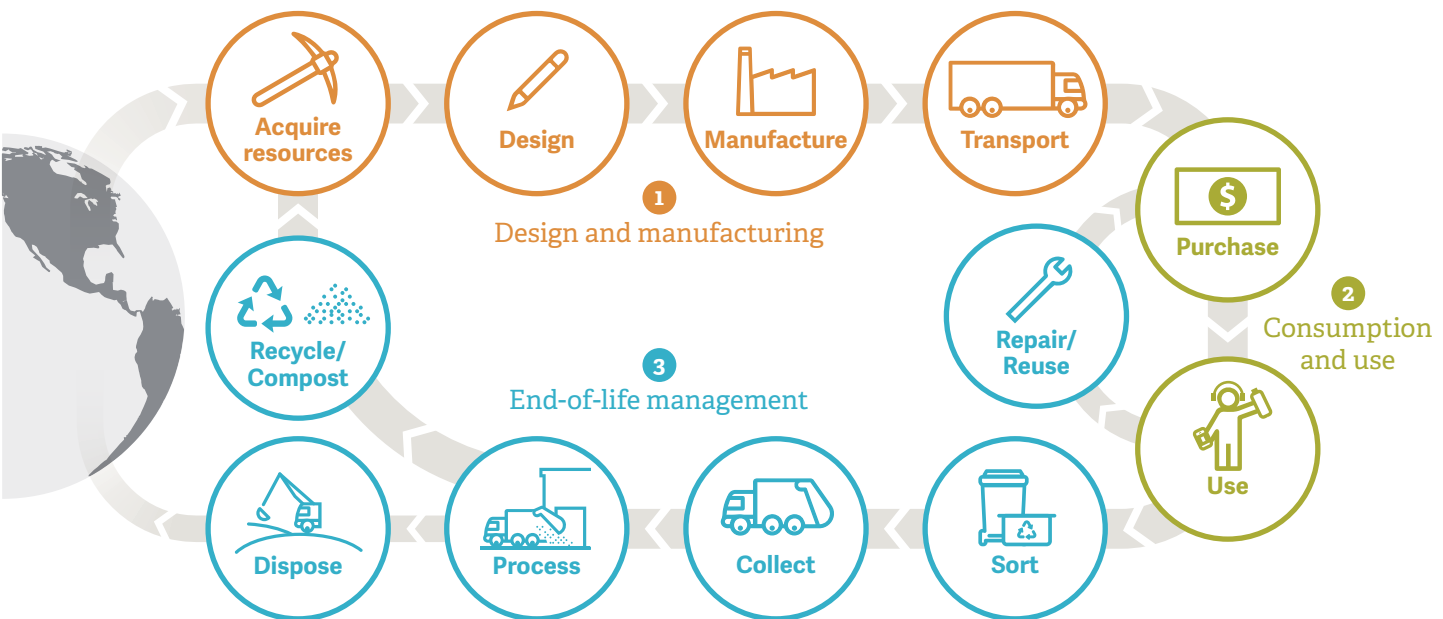 Acquire
resources
Design
Manufacture
Transport
1
Design and manufacturing
$
Purchase
2
Consumption
and use
Repair/
Reuse
Use
Recycle/
Compost
3
End-of-life management
Dispose
Process
Collect
Sort